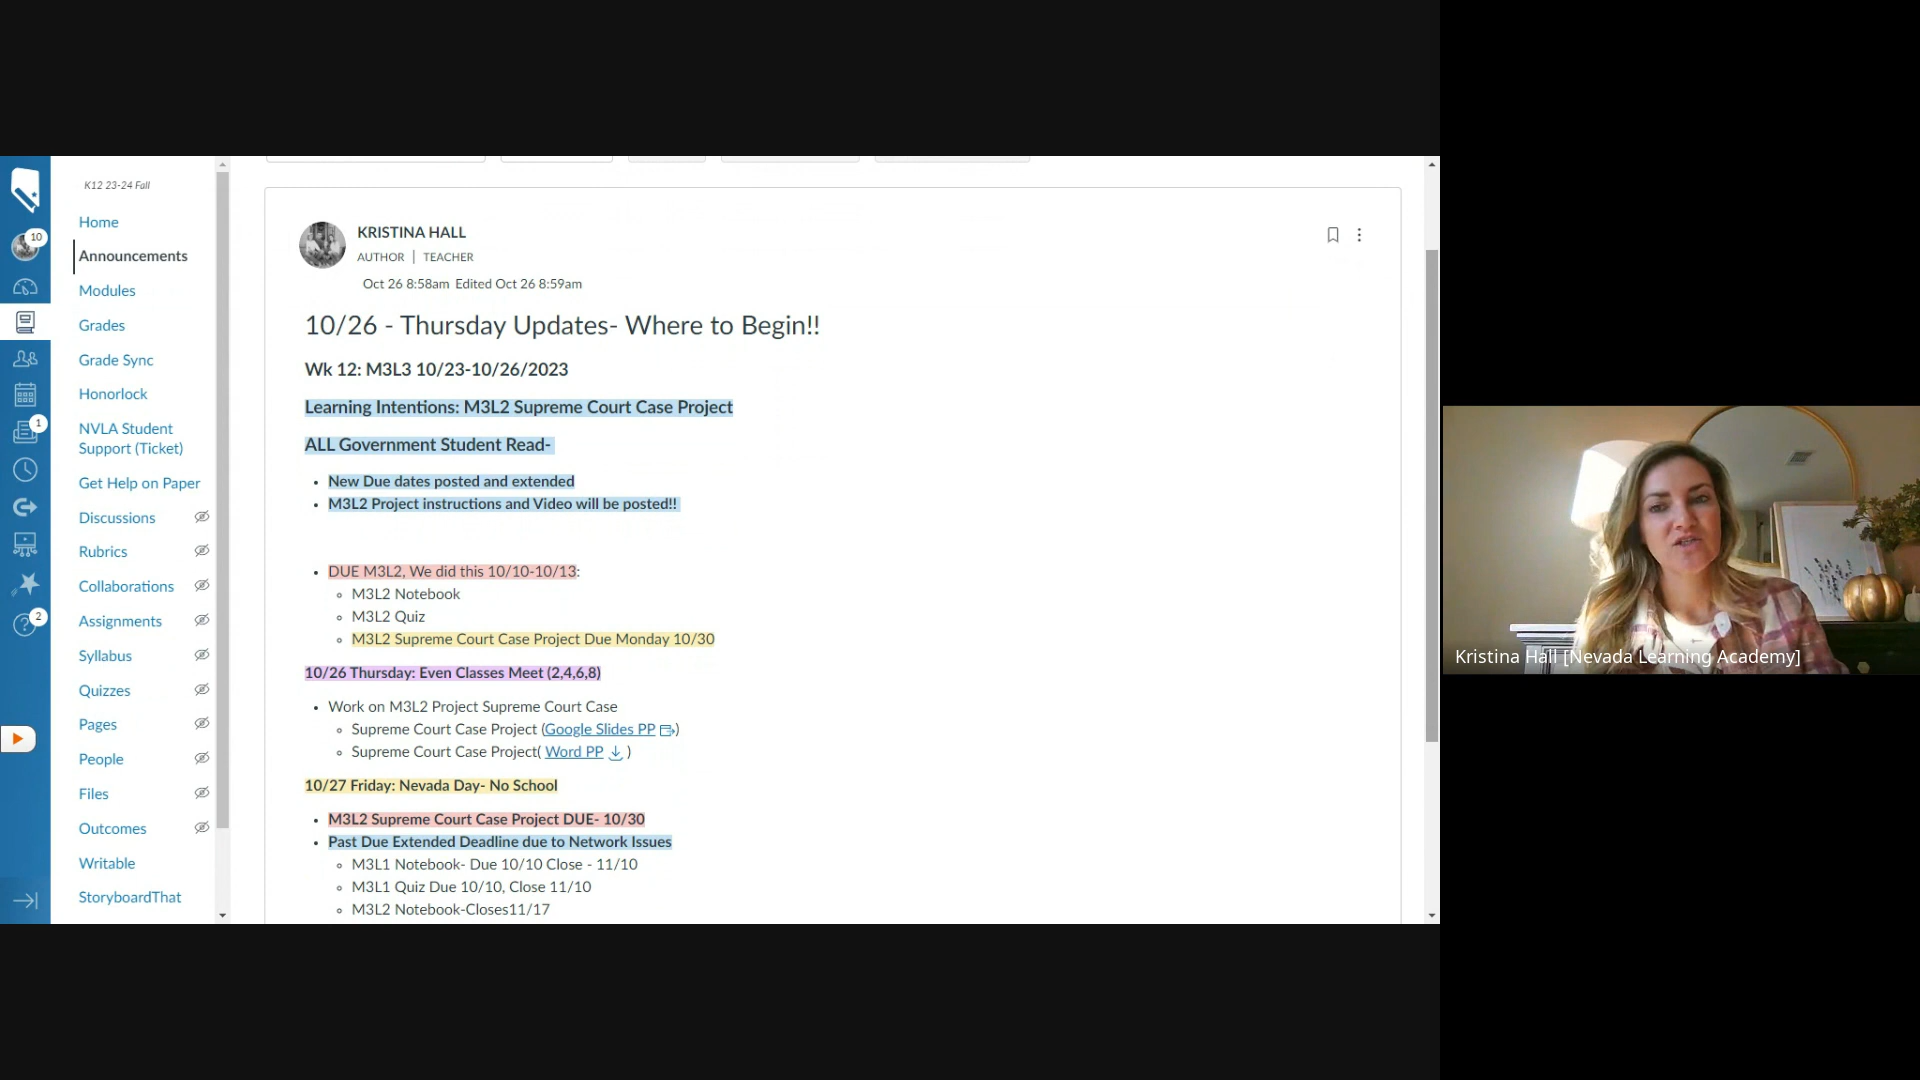 K12 23-24 Fall
Home
Announcements
Modules
Grades
Grade Sync
Honorlock
NVLA Student
Support (Ticket)
Get Help on Paper
Discussions
Rubrics
Collaborations
Assignments
Syllabus
Quizzes
Pages
People
Files
Outcomes
Writable
StoryboardThat
10
1
2
KRISTINA HALL
AUTHOR | TEACHER
Oct 26 8:58am Edited Oct 26 8:59am
10/26 - Thursday Updates- Where to Begin!!
Wk 12: M3L3 10/23-10/26/2023
Learning Intentions: M3L2 Supreme Court Case Project
ALL Government Student Read-
New Due dates posted and extended
M3L2 Project instructions and Video will be posted!!
DUE M3L2, We did this 10/10-10/13:
M3L2 Notebook
M3L2 Quiz
M3L2 Supreme Court Case Project Due Monday 10/30
10/26 Thursday: Even Classes Meet (2,4,6,8)
Work on M3L2 Project Supreme Court Case
Supreme Court Case Project (Google Slides PP )
Supreme Court Case Project( Word PP )
10/27 Friday: Nevada Day- No School
M3L2 Supreme Court Case Project DUE- 10/30
Past Due Extended Deadline due to Network Issues
M3L1 Notebook- Due 10/10 Close - 11/10
M3L1 Quiz Due 10/10, Close 11/10
M3L2 Notebook-Closes11/17
Kristina Hall [Nevada Learning Academy]